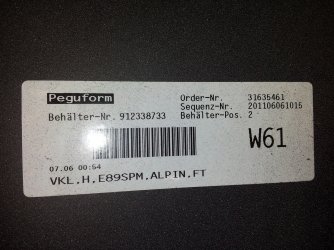 Peguform Order-Nr. 31635461
Sequenz-Nr. 201106061016
Behälter-Nr. 912338733 Behälter-Pos. 2
W61
07.06 00:54
VKL,H,E89SPM,ALPIN,FT